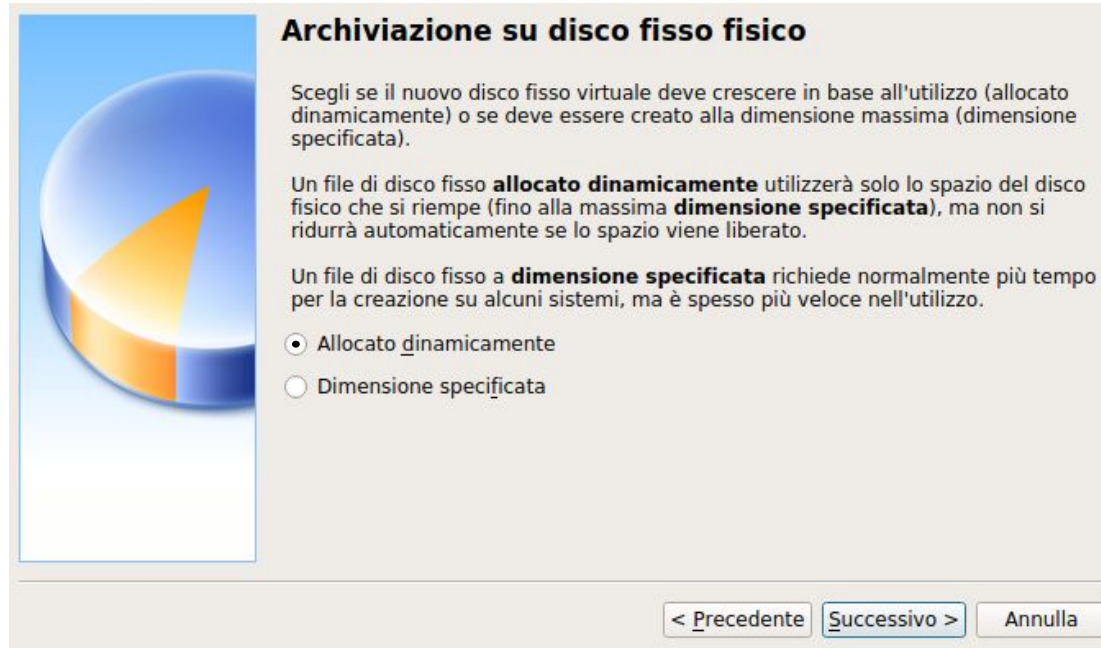 Archiviazione su disco fisso fisico
Scegli se il nuovo disco fisso virtuale deve crescere in base all'utilizzo (allocato
dinamicamente) o se deve essere creato alla dimensione massima (dimensione
specificata).
Un file di disco fisso allocato dinamicamente utilizzerà solo lo spazio del disco
fisico che si riempe (fino alla massima dimensione specificata), ma non si
ridurrà automaticamente se lo spazio viene liberato.
Un file di disco fisso a dimensione specificata richiede normalmente più tempo
per la creazione su alcuni sistemi, ma è spesso più veloce nell'utilizzo.
Allocato dinamicamente
Dimensione specificata
< Precedente Successivo > Annulla